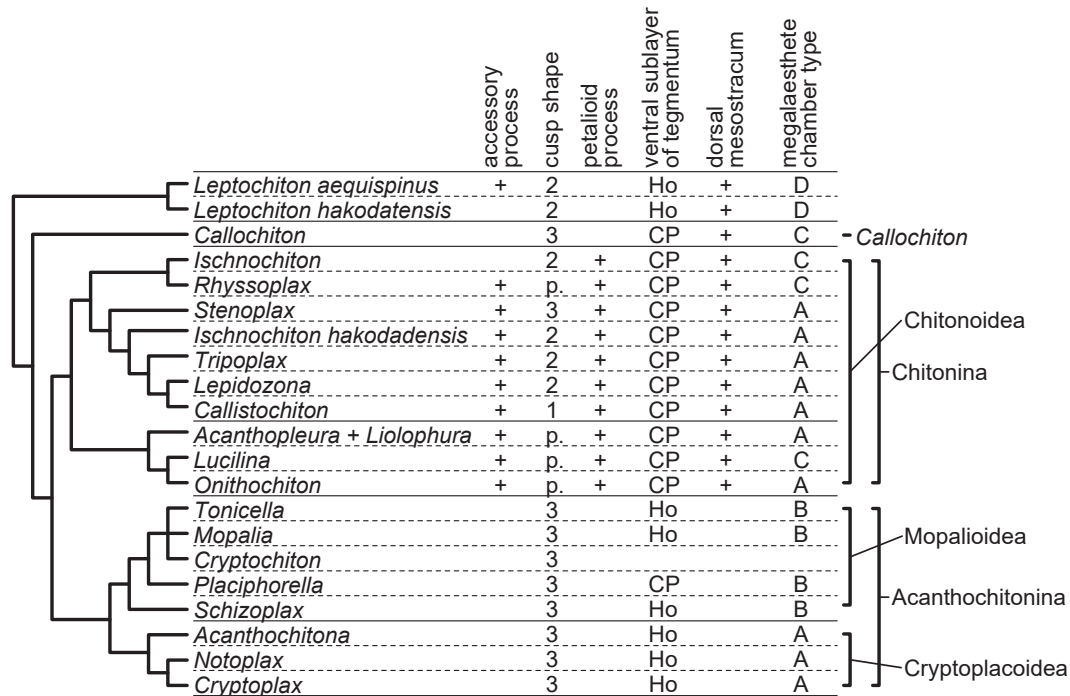 accessory process
cusp shape
petalioid process
ventral sublayer of tegmentum
dorsal mesostracum
megalaesthete chamber type
Leptochiton aequispinus + 2 Ho + D
Leptochiton hakodatensis 2 Ho + D
Callochiton 3 CP + C Callochiton
Ischnochiton 2 + CP + C
Rhyssoplax + p. + CP + C
Stenoplax + 3 + CP + A
Chitonoidea
Ischnochiton hakodadensis + 2 + CP + A
Tripoplax + 2 + CP + A
Chitonina
Lepidozona + 2 + CP + A
Callistochiton + 1 + CP + A
Acanthopleura + Liolophura + p. + CP + A
Lucilina + p. + CP + C
Onithochiton + p. + CP + A
Tonicella 3 Ho B
Mopalia 3 Ho B Mopalioidea
Cryptochiton 3
Placiphorella 3 CP B
Acanthochitonina
Schizoplax 3 Ho B
Acanthochitona 3 Ho A
Notoplax 3 Ho A Cryptoplacoidea
Cryptoplax 3 Ho A